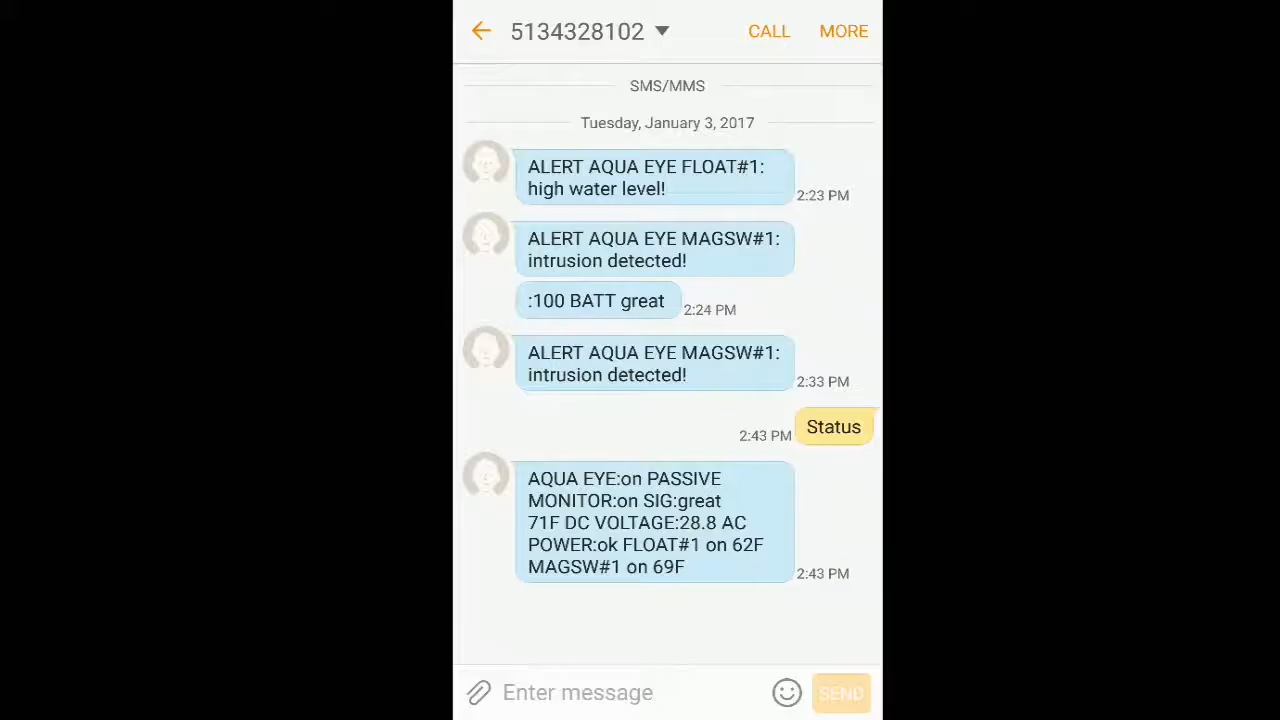 5134328102
CALL
MORE
SMS/MMS
Tuesday, January 3, 2017
ALERT AQUA EYE FLOAT#1:
high water level!
2:23 PM
ALERT AQUA EYE MAGSW#1:
intrusion detected!
:100 BATT great
2:24 PM
ALERT AQUA EYE MAGSW#1:
intrusion detected!
2:33 PM
2:43 PM
Status
AQUA EYE:on PASSIVE
MONITOR:on SIG:great
71F DC VOLTAGE:28.8 AC
POWER:ok FLOAT#1 on 62F
MAGSW#1 on 69F
2:43 PM
Enter message
SEND